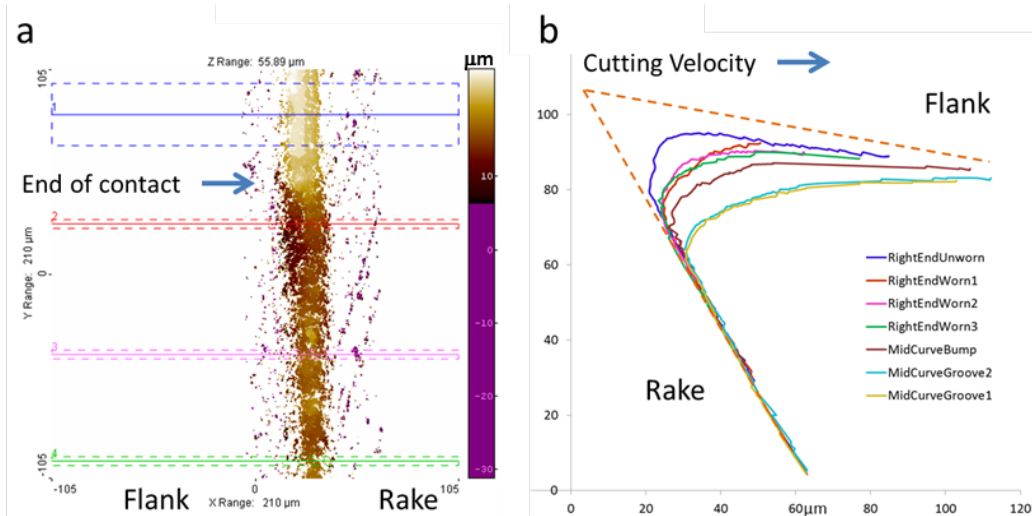 a
Z Range: 55.89 µm
µm
105
1
End of contact
10
2
Y Range: 210 µm
0
0
-10
3
-20
4
-105
-30
-105
0
105
Flank
X Range: 210 µm
Rake
b
Cutting Velocity
Flank
100
80
60
40
20
0
RightEndUnworn
RightEndWorn1
RightEndWorn2
RightEndWorn3
MidCurveBump
MidCurveGroove2
MidCurveGroove1
Rake
0 20 40 60µm 80 100 120